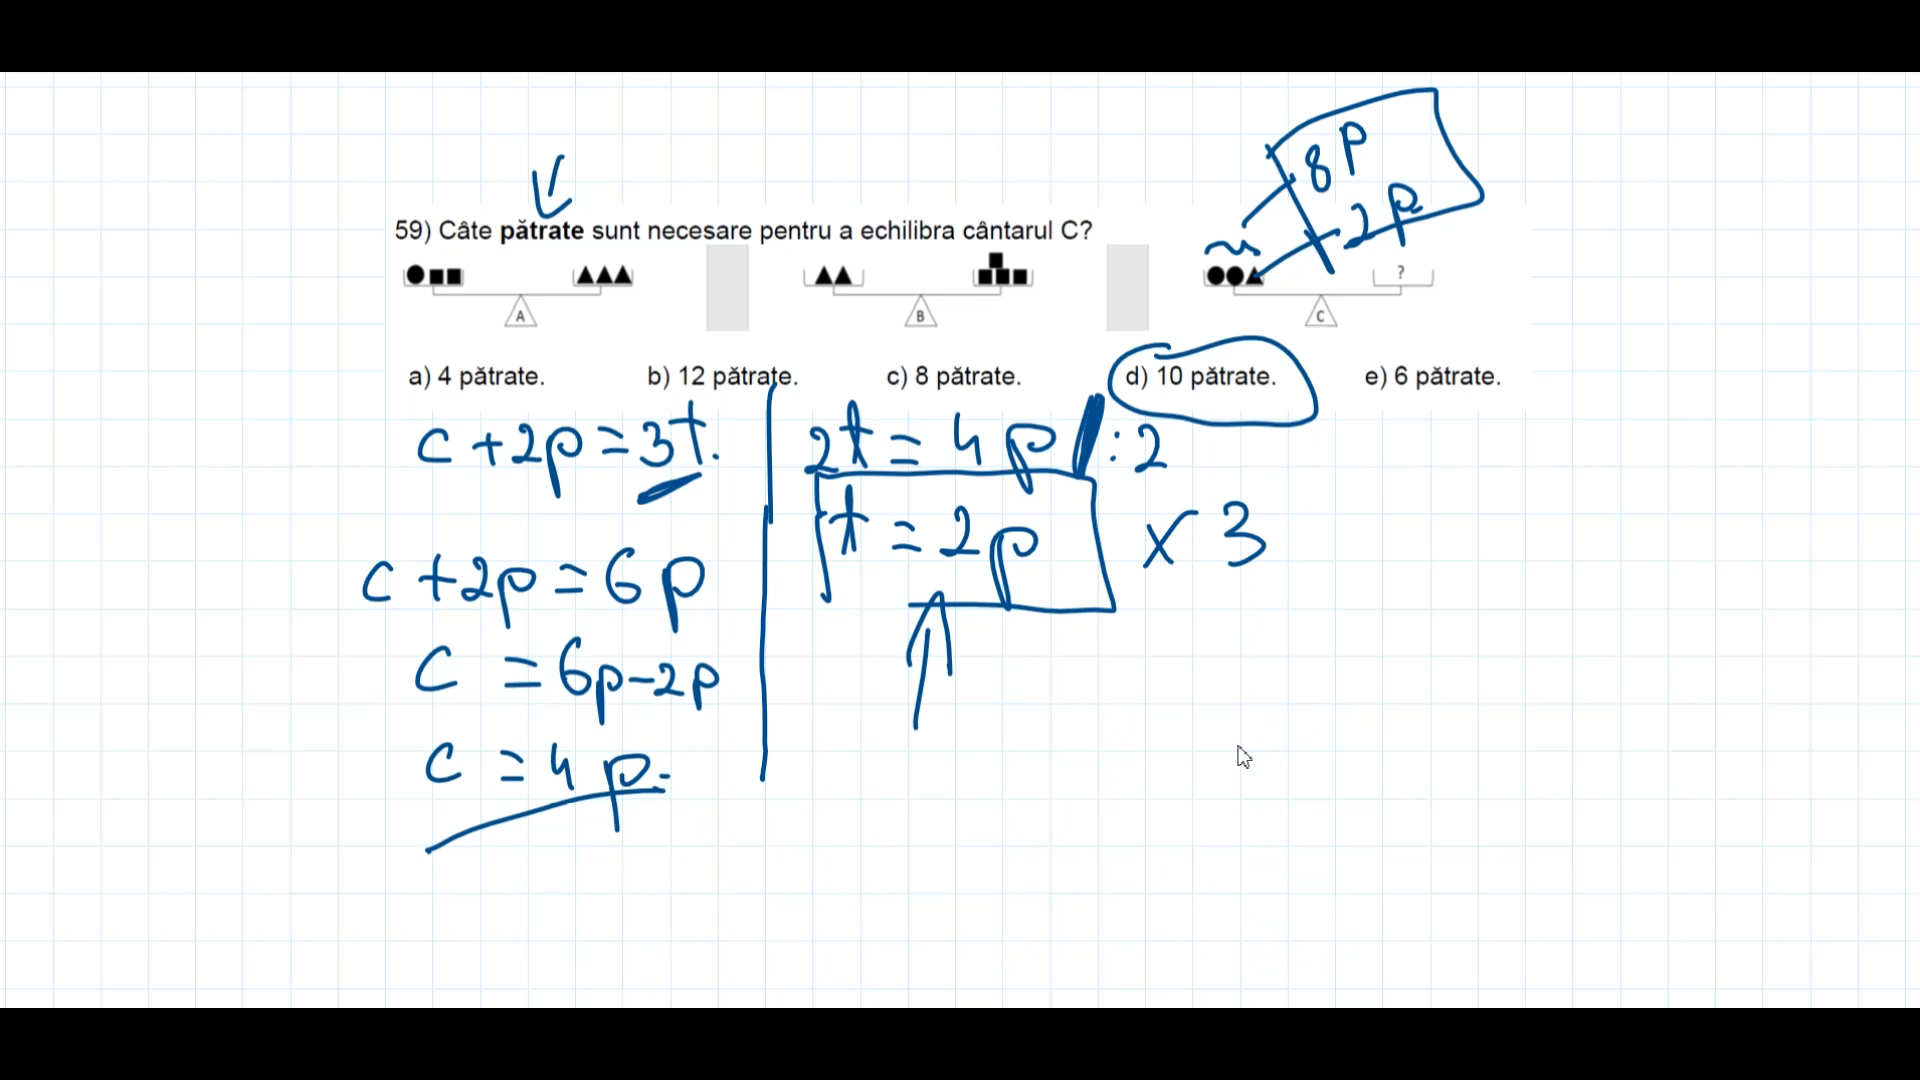 8p
2p
59) Câte pătrate sunt necesare pentru a echilibra cântarul C?
?
A
B
C
a) 4 pătrate.
b) 12 pătrate.
c) 8 pătrate.
d) 10 pătrate.
e) 6 pătrate.
c + 2p = 3t.
c + 2p = 6p
c = 6p - 2p
c = 4p.
2t = 4p | : 2
t = 2p x 3